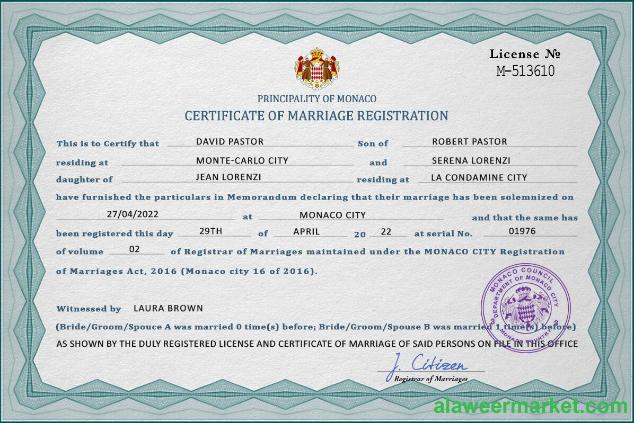 License №
M-513610
PRINCIPALITY OF MONACO
CERTIFICATE OF MARRIAGE REGISTRATION
This is to Certify that DAVID PASTOR Son of ROBERT PASTOR
residing at MONTE-CARLO CITY and SERENA LORENZI
daughter of JEAN LORENZI residing at LA CONDAMINE CITY
have furnished the particulars in Memorandum declaring that their marriage has been solemnized on
27/04/2022 at MONACO CITY and that the same has
been registered this day 29TH of APRIL 20 22 at serial No. 01976
of volume 02 of Registrar of Marriages maintained under the MONACO CITY Registration
of Marriages Act, 2016 (Monaco city 16 of 2016).
Witnessed by LAURA BROWN
(Bride/Groom/Spouce A was married 0 time(s) before; Bride/Groom/Spouse B was married 1 time(s) before)
AS SHOWN BY THE DULY REGISTERED LICENSE AND CERTIFICATE OF MARRIAGE OF SAID PERSONS ON FILE IN THIS OFFICE
MONACO COUNCIL
DEPARTMENT OF MONACO CITY
J. Citizen
Registrar of Marriages
alaweermarket.com